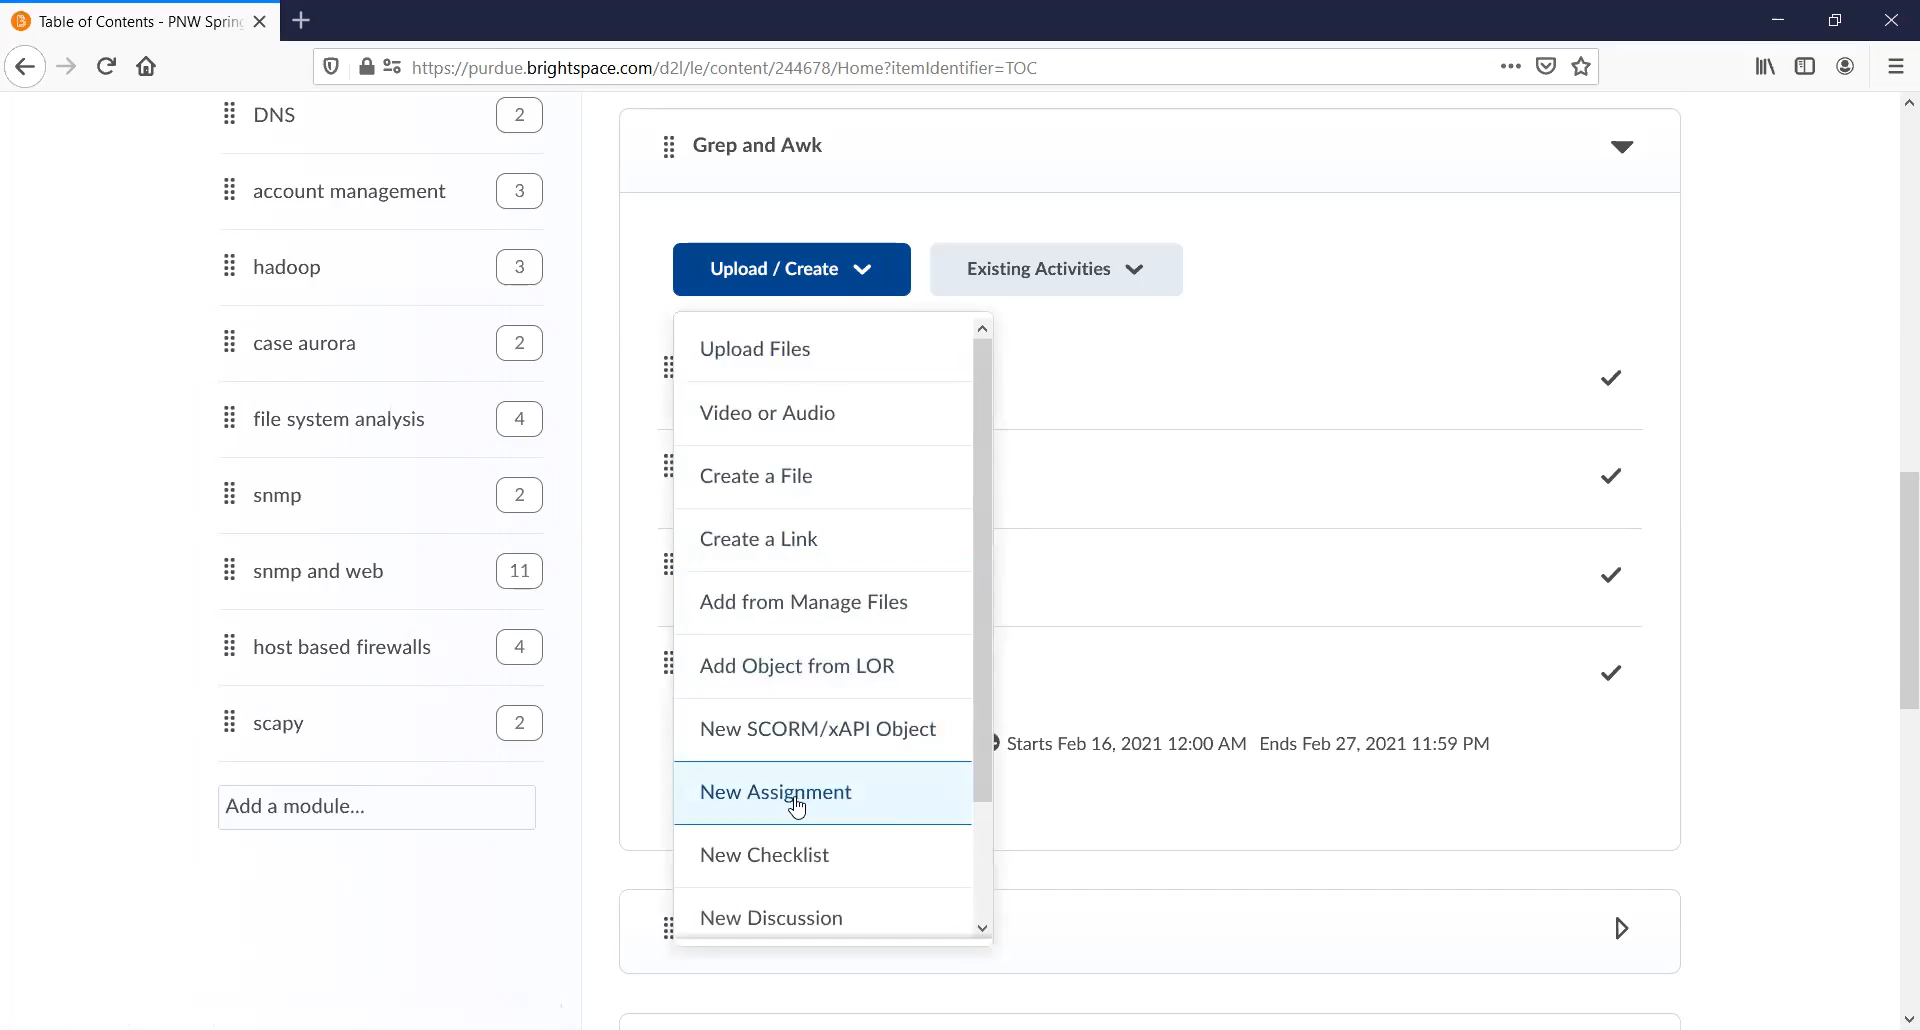 Table of Contents - PNW Spring
https://purdue.brightspace.com/d2l/le/content/244678/Home?itemIdentifier=TOC
DNS 2
account management 3
hadoop 3
case aurora 2
file system analysis 4
snmp 2
snmp and web 11
host based firewalls 4
scapy 2
Add a module...
Grep and Awk
Upload / Create
Existing Activities
Upload Files
Video or Audio
Create a File
Create a Link
Add from Manage Files
Add Object from LOR
New SCORM/xAPI Object
New Assignment
New Checklist
New Discussion
Starts Feb 16, 2021 12:00 AM Ends Feb 27, 2021 11:59 PM